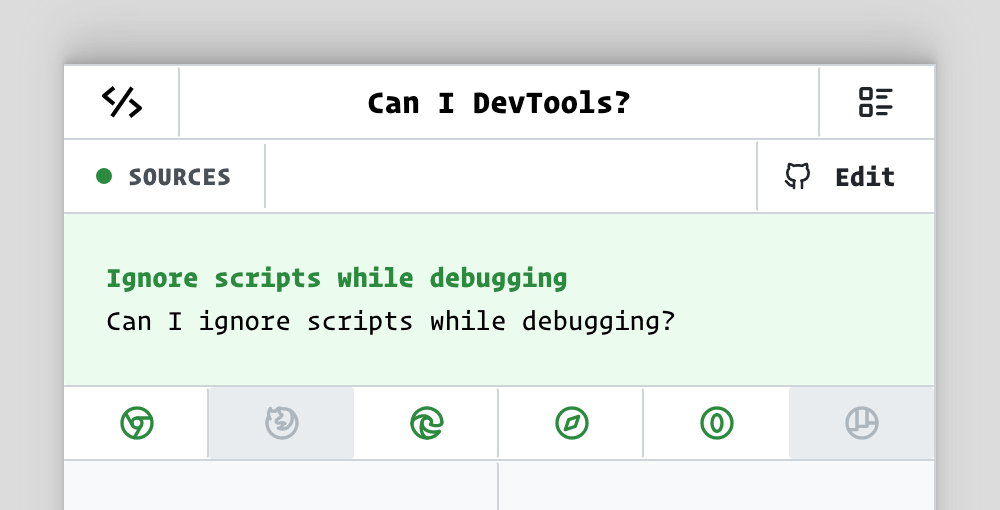 Can I DevTools?
SOURCES
Edit
Ignore scripts while debugging
Can I ignore scripts while debugging?